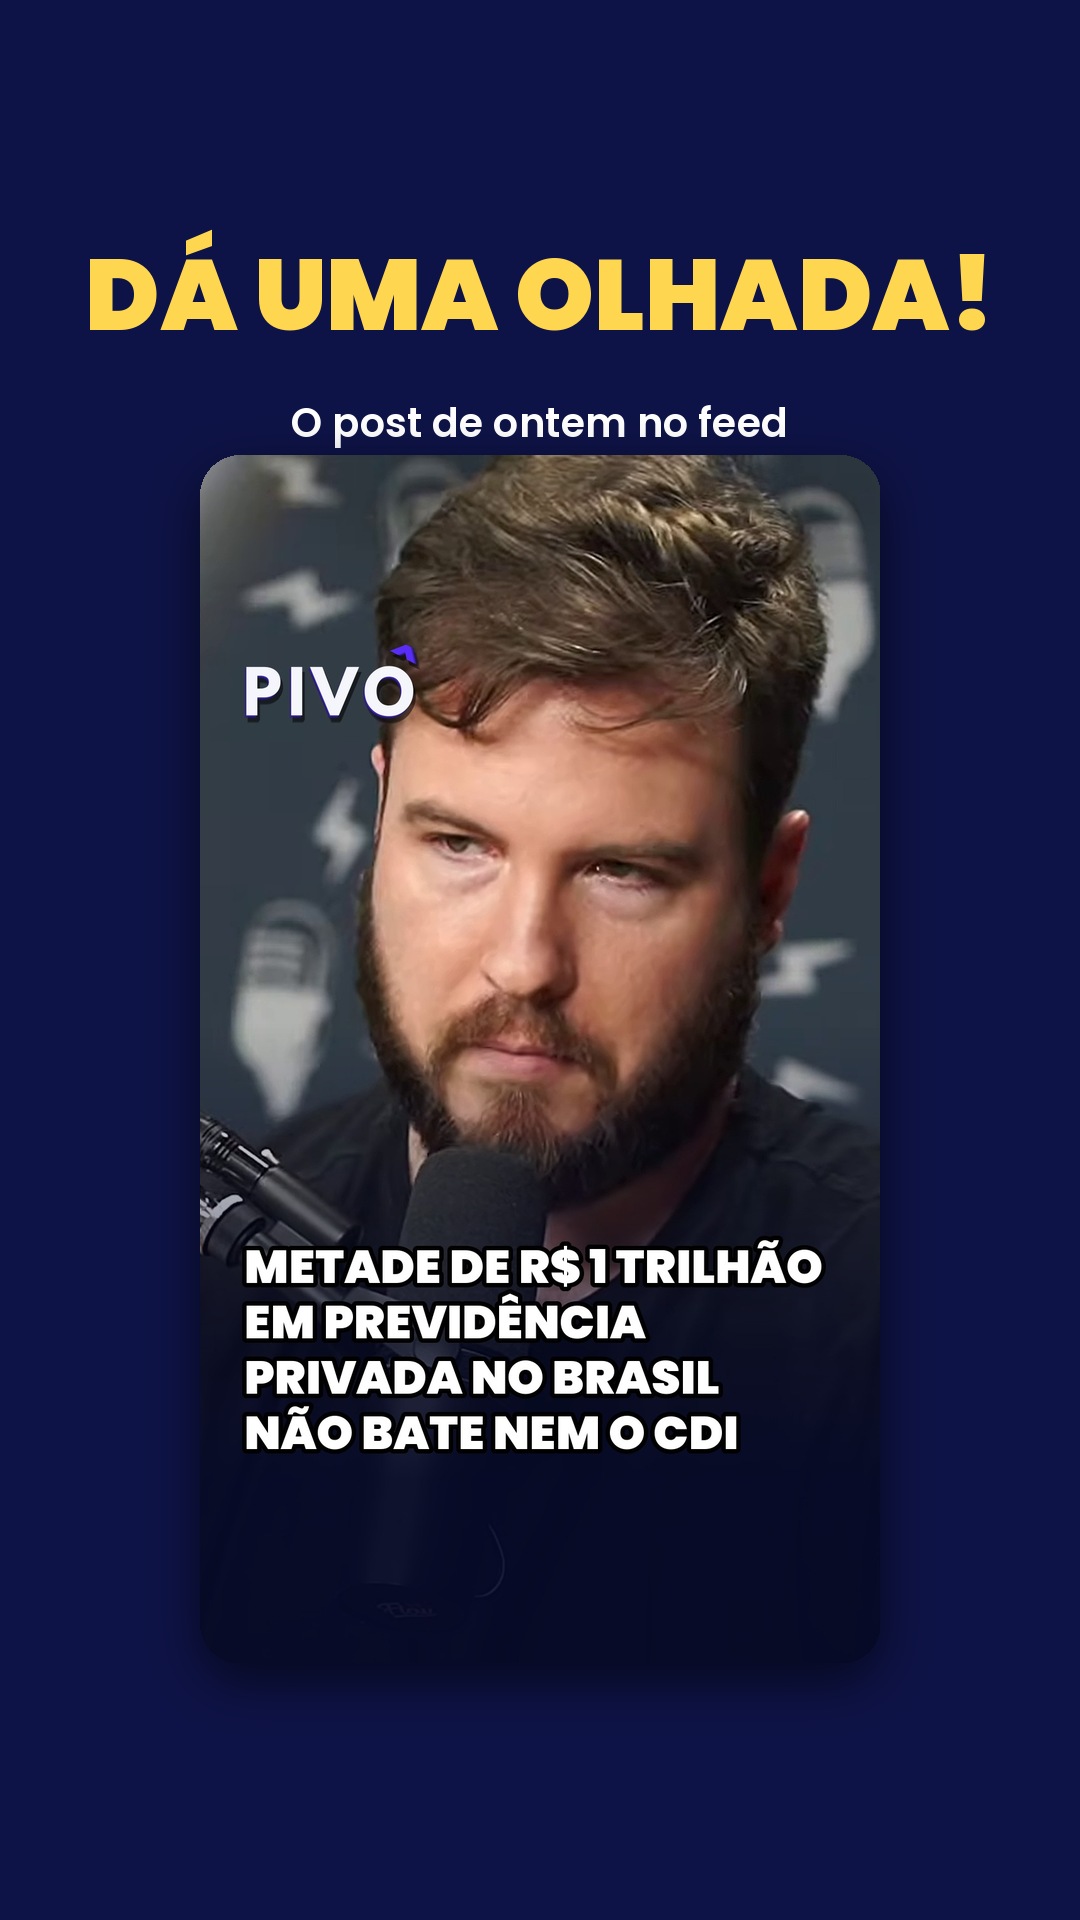 DÁ UMA OLHADA!
O post de ontem no feed
PIVÔ
METADE DE R$ 1 TRILHÃO
EM PREVIDÊNCIA
PRIVADA NO BRASIL
NÃO BATE NEM O CDI
Flow